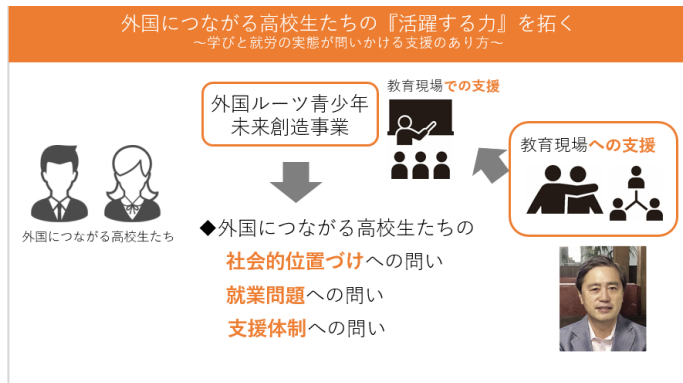 外国につながる高校生たちの『活躍する力』を拓く
～学びと就労の実態が問いかける支援のあり方～
外国ルーツ青少年
未来創造事業
教育現場での支援
教育現場への支援
外国につながる高校生たち
◆外国につながる高校生たちの
社会的位置づけへの問い
就業問題への問い
支援体制への問い